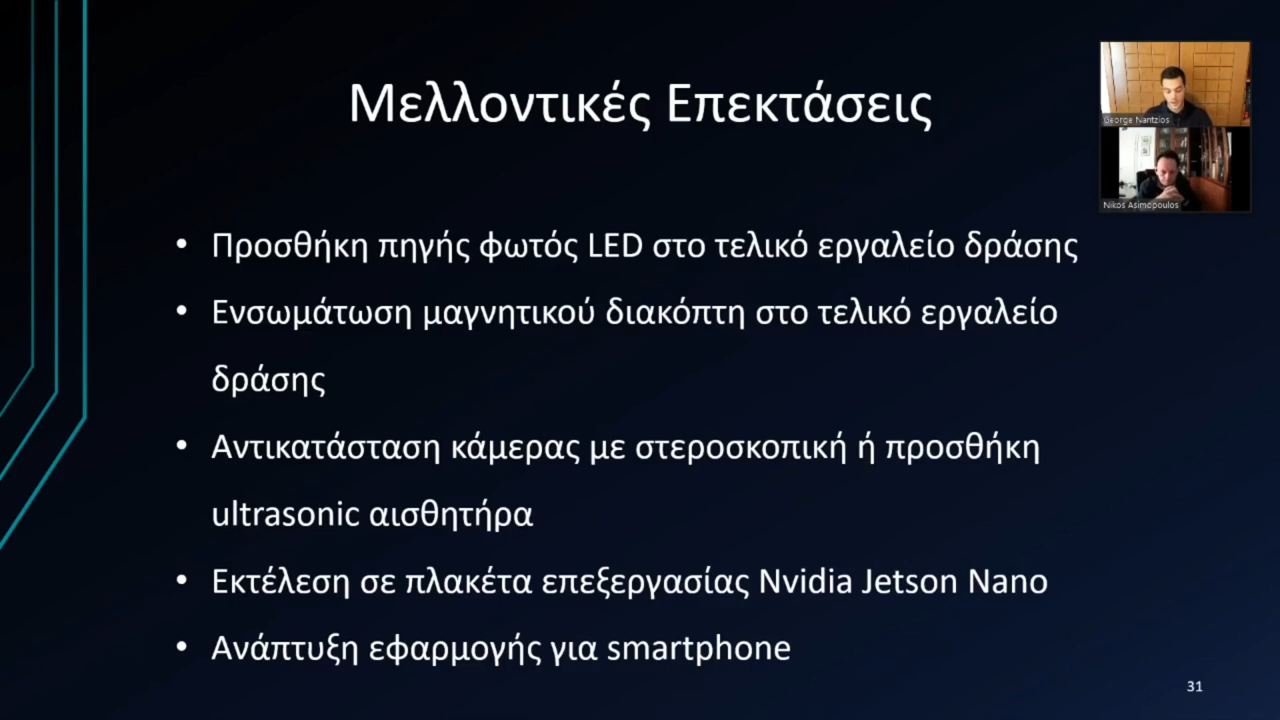 Μελλοντικές Επεκτάσεις
George Nantzios
Nikos Asimopoulos
• Προσθήκη πηγής φωτός LED στο τελικό εργαλείο δράσης
• Ενσωμάτωση μαγνητικού διακόπτη στο τελικό εργαλείο
δράσης
• Αντικατάσταση κάμερας με στεροσκοπική ή προσθήκη
ultrasonic αισθητήρα
• Εκτέλεση σε πλακέτα επεξεργασίας Nvidia Jetson Nano
• Ανάπτυξη εφαρμογής για smartphone
31